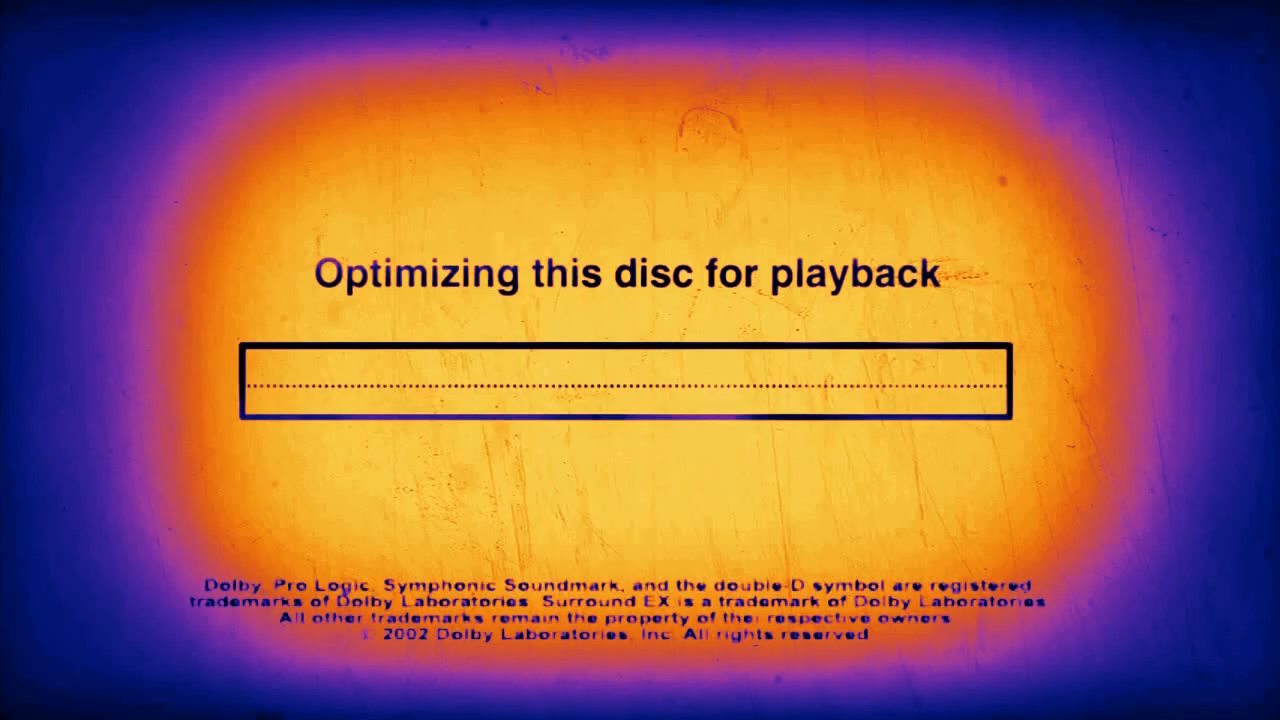 Optimizing this disc for playback
Dolby, Pro Logic, Symphonic Soundmark, and the double-D symbol are registered
trademarks of Dolby Laboratories. Surround EX is a trademark of Dolby Laboratories.
All other trademarks remain the property of their respective owners.
© 2002 Dolby Laboratories, Inc. All rights reserved.